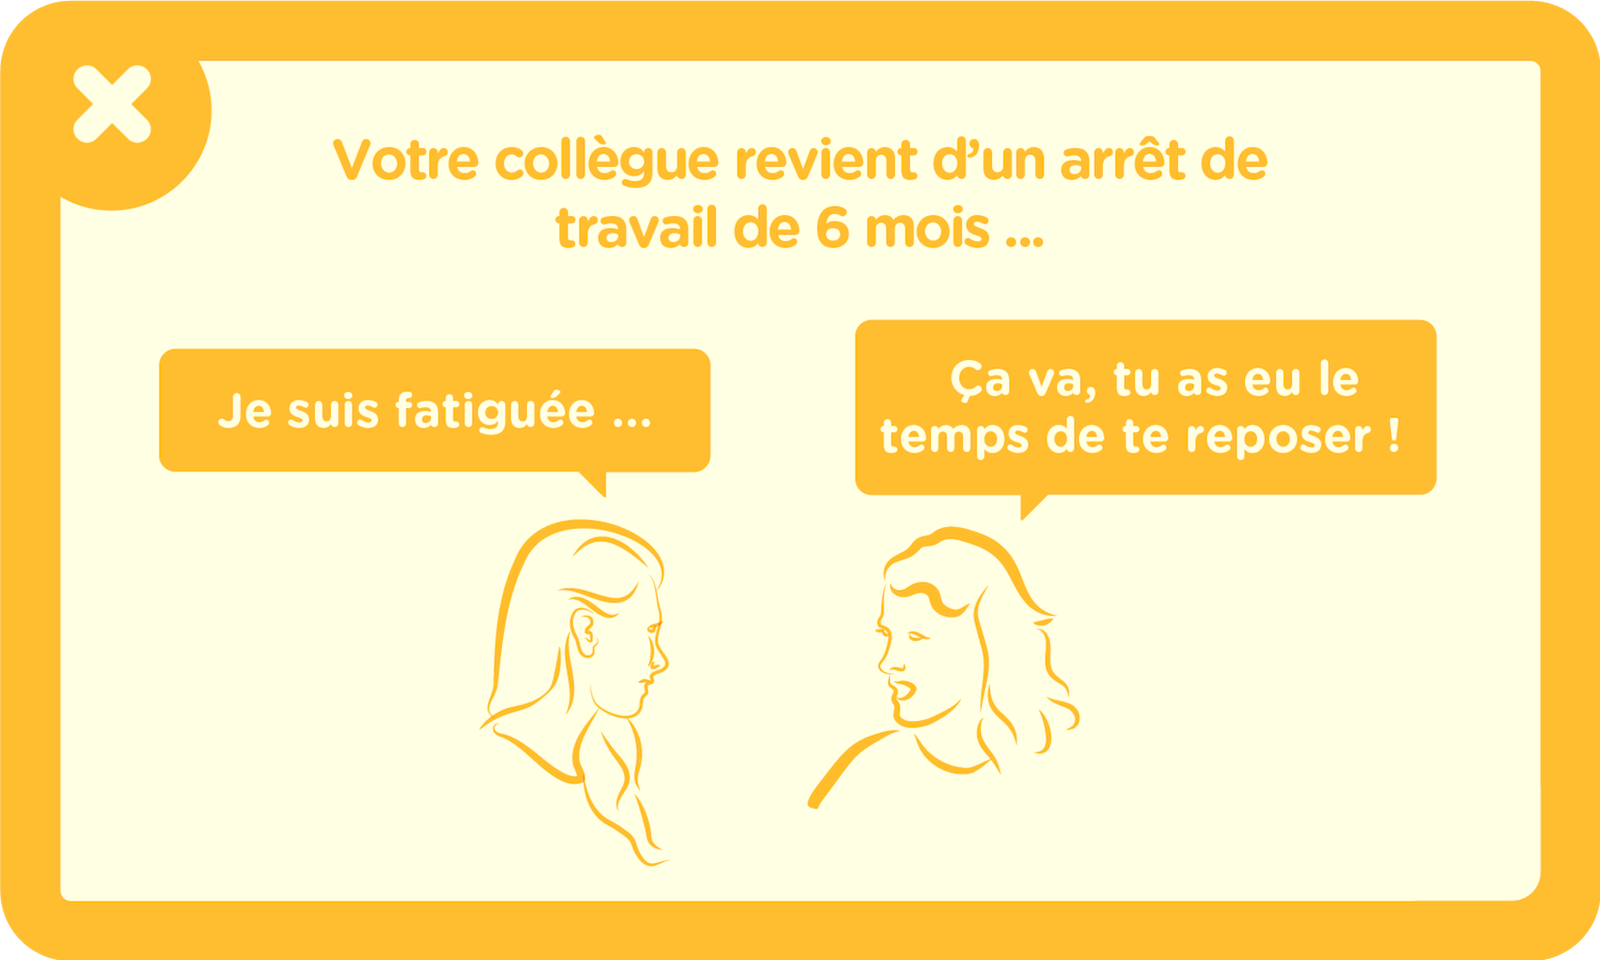 Votre collègue revient d’un arrêt de
travail de 6 mois ...
Je suis fatiguée ...
Ça va, tu as eu le
temps de te reposer !